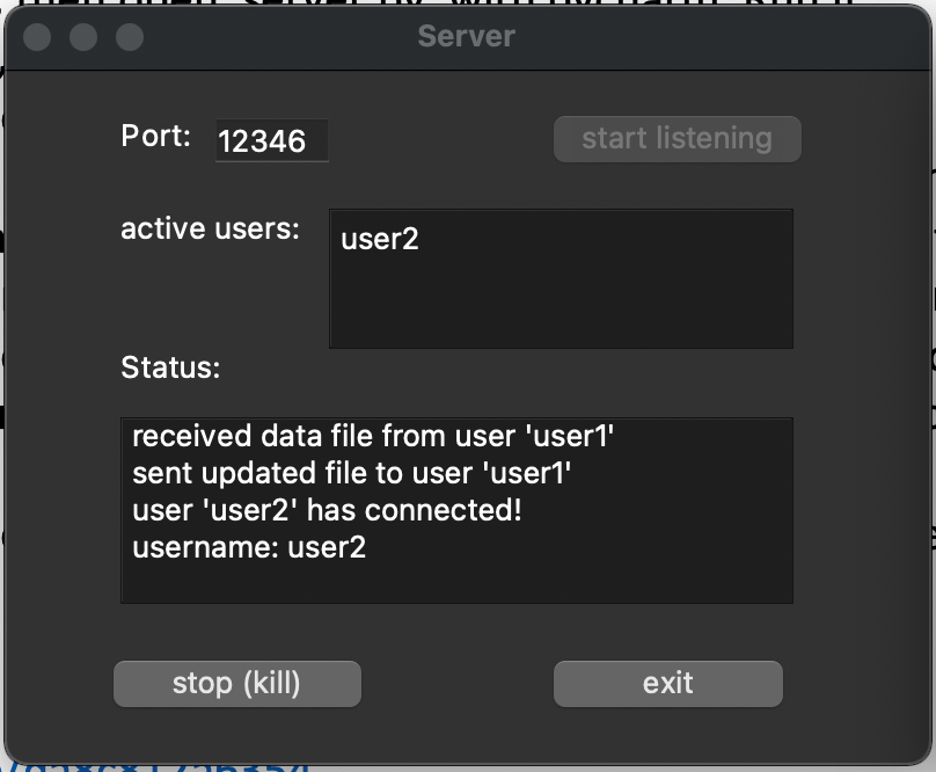 Server
Port: 12346 start listening
active users: user2
Status:
received data file from user 'user1'
sent updated file to user 'user1'
user 'user2' has connected!
username: user2
stop (kill) exit